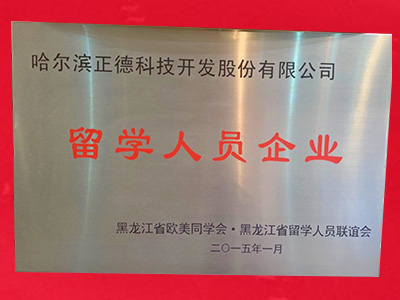 哈尔滨正德科技开发股份有限公司
留学人员企业
黑龙江省欧美同学会·黑龙江省留学人员联谊会
二〇一五年一月